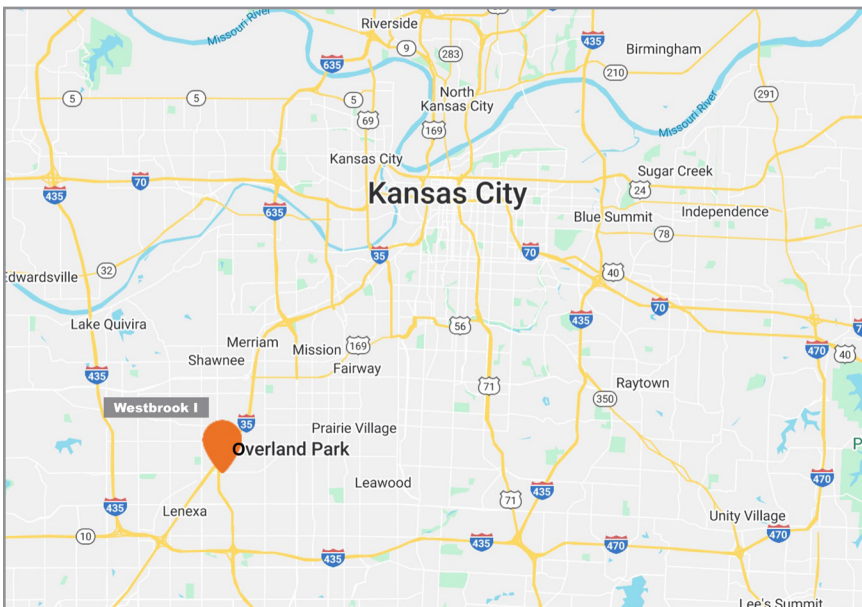 Riverside
Missouri River
9
283
435
Birmingham
635
210
5
5
5
North
Kansas City
291
69
169
Missouri River
Kansas City
Sugar Creek
70
24
435
Kansas City
635
Blue Summit
Independence
78
35
70
40
32
Edwardsville
70
Lake Quivira
435
56
Merriam
Mission
169
470
40
Shawnee
Fairway
435
71
Raytown
350
Westbrook I
35
Prairie Village
Overland Park
Leawood
470
435
71
435
Lenexa
Unity Village
10
435
435
470
470
Lee's Summit